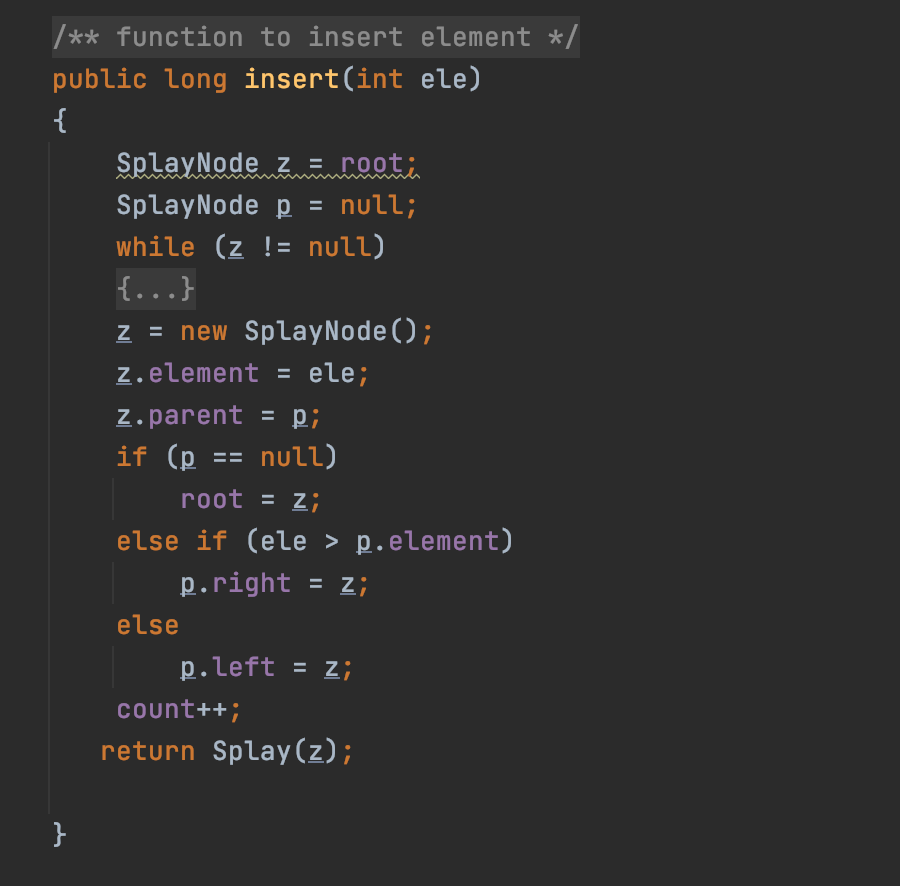 /** function to insert element */
public long insert(int ele)
{
SplayNode z = root;
SplayNode p = null;
while (z != null)
{...}
z = new SplayNode();
z.element = ele;
z.parent = p;
if (p == null)
root = z;
else if (ele > p.element)
p.right = z;
else
p.left = z;
count++;
return Splay(z);
}